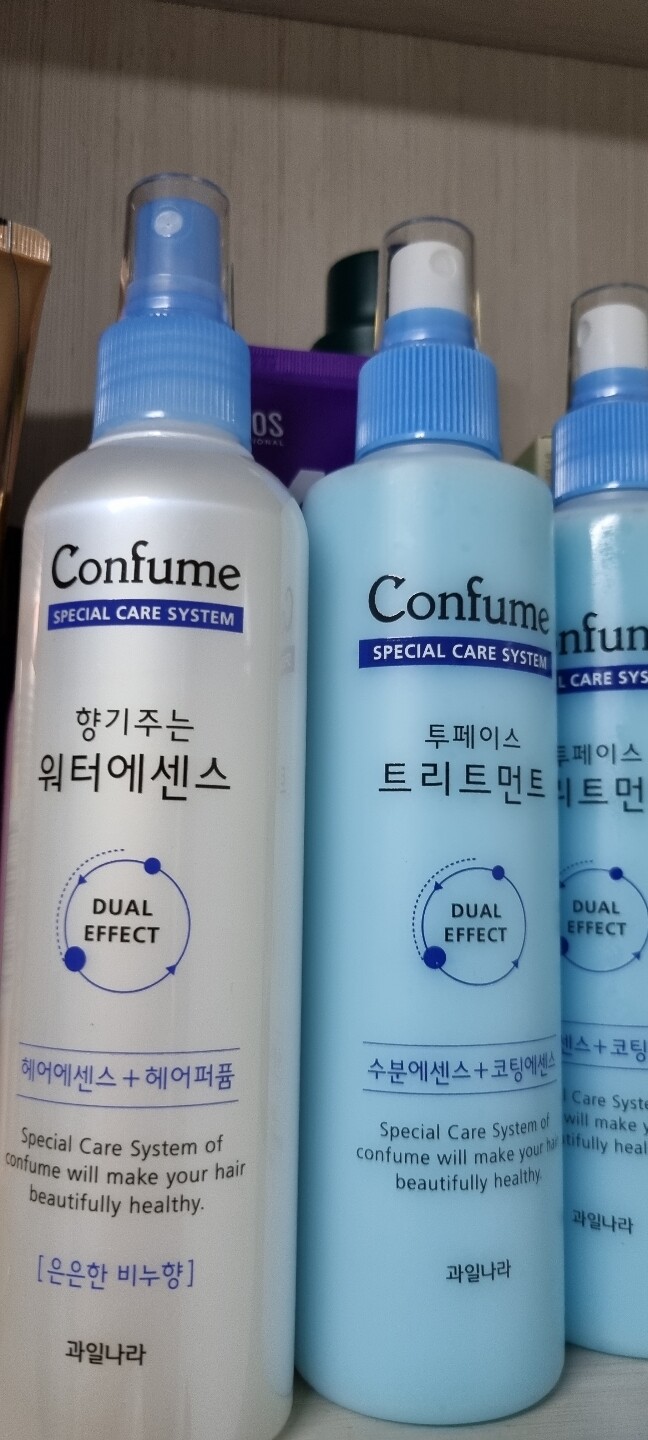 Confume
SPECIAL CARE SYSTEM
향기주는
워터에센스
DUAL
EFFECT
헤어에센스 + 헤어퍼퓸
Special Care System of
confume will make your hair
beautifully healthy.
[은은한 비누향]
과일나라
Confume
SPECIAL CARE SYSTEM
투페이스
트리트먼트
DUAL
EFFECT
수분에센스+코팅에센스
Special Care System of
confume will make your hair
beautifully healthy.
과일나라
투페이스
DUAL
EFFECT
과일나라